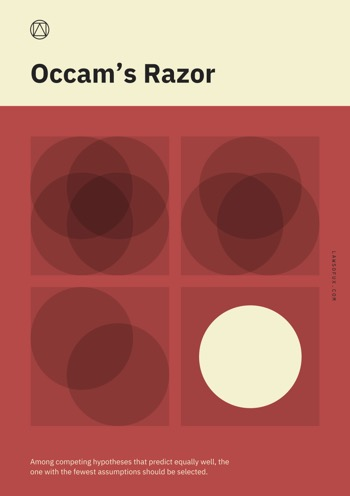 Occam’s Razor
LAWSOFUX.COM
Among competing hypotheses that predict equally well, the
one with the fewest assumptions should be selected.